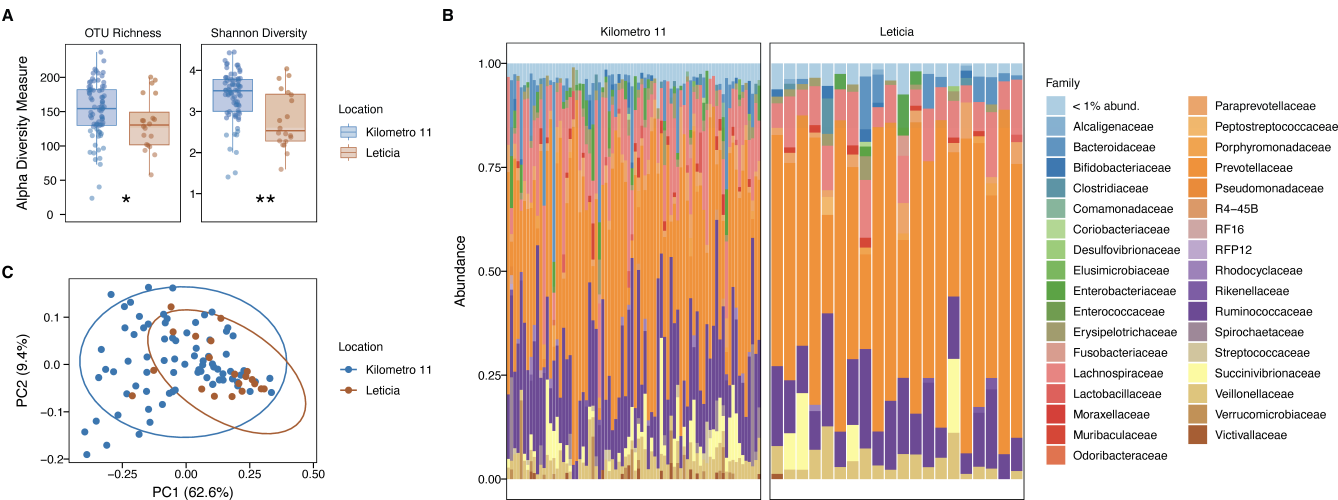 A
OTU Richness
Shannon Diversity
Alpha Diversity Measure
200
150
100
50
0
*
4
3
2
1
**
Location
Kilometro 11
Leticia
B
Kilometro 11
Leticia
Abundance
1.00
0.75
0.50
0.25
0.00
Family
< 1% abund.
Alcaligenaceae
Bacteroidaceae
Bifidobacteriaceae
Clostridiaceae
Comamonadaceae
Coriobacteriaceae
Desulfovibrionaceae
Elusimicrobiaceae
Enterobacteriaceae
Enterococcaceae
Erysipelotrichaceae
Fusobacteriaceae
Lachnospiraceae
Lactobacillaceae
Moraxellaceae
Muribaculaceae
Odoribacteraceae
Paraprevotellaceae
Peptostreptococcaceae
Porphyromonadaceae
Prevotellaceae
Pseudomonadaceae
R4−45B
RF16
RFP12
Rhodocyclaceae
Rikenellaceae
Ruminococcaceae
Spirochaetaceae
Streptococcaceae
Succinivibrionaceae
Veillonellaceae
Verrucomicrobiaceae
Victivallaceae
C
PC2 (9.4%)
0.1
0.0
−0.1
−0.2
−0.25
0.00
0.25
0.50
PC1 (62.6%)
Location
Kilometro 11
Leticia